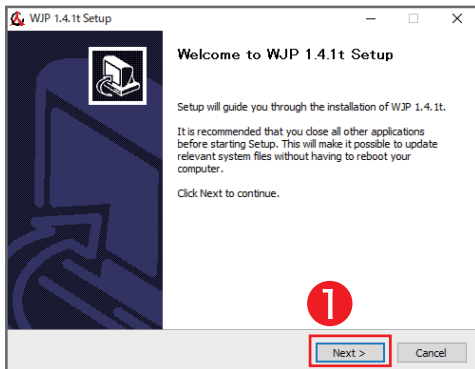 WJP 1.4.1t Setup
Welcome to WJP 1.4.1t Setup
Setup will guide you through the installation of WJP 1.4.1t.
It is recommended that you close all other applications
before starting Setup. This will make it possible to update
relevant system files without having to reboot your
computer.
Click Next to continue.
1
Next >
Cancel